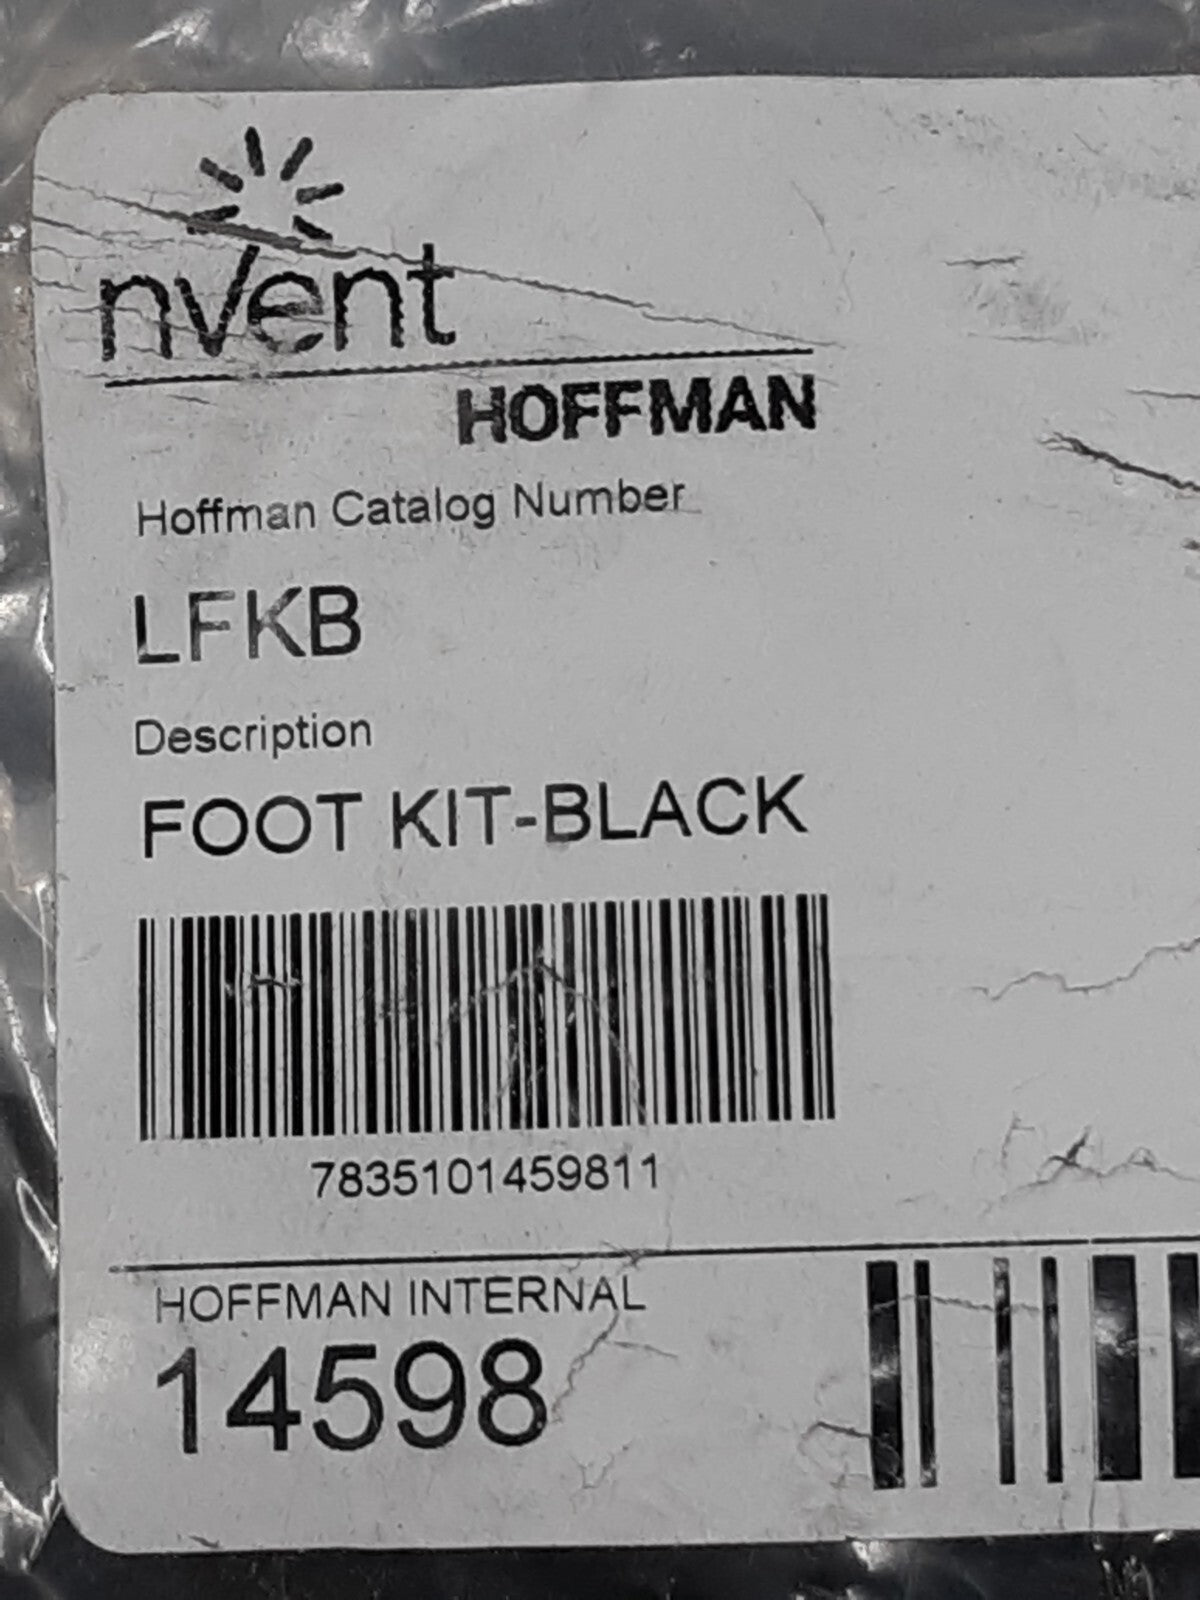 nVent
HOFFMAN
Hoffman Catalog Number
LFKB
Description
FOOT KIT-BLACK
7835101459811
HOFFMAN INTERNAL
14598